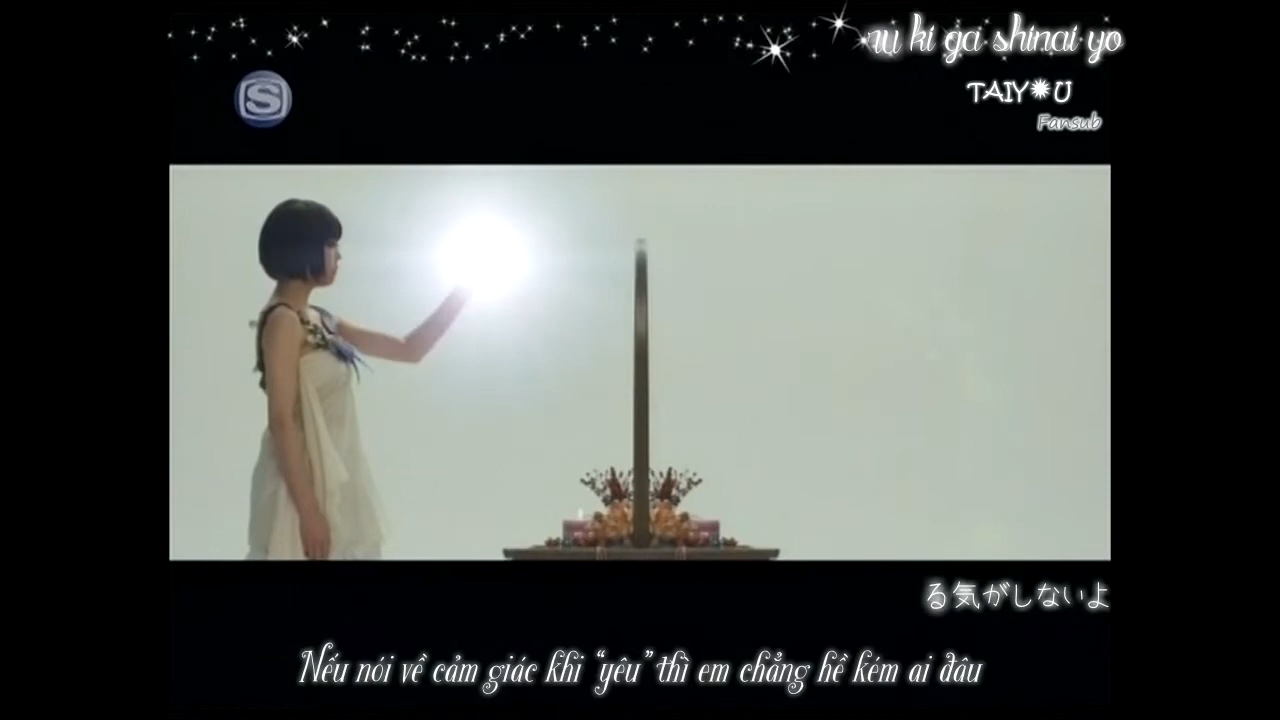 ru ki ga shinai yo
S
TAIY✹U
Fansub
る気がしないよ
Nếu nói về cảm giác khi “yêu” thì em chẳng hề kém ai đâu